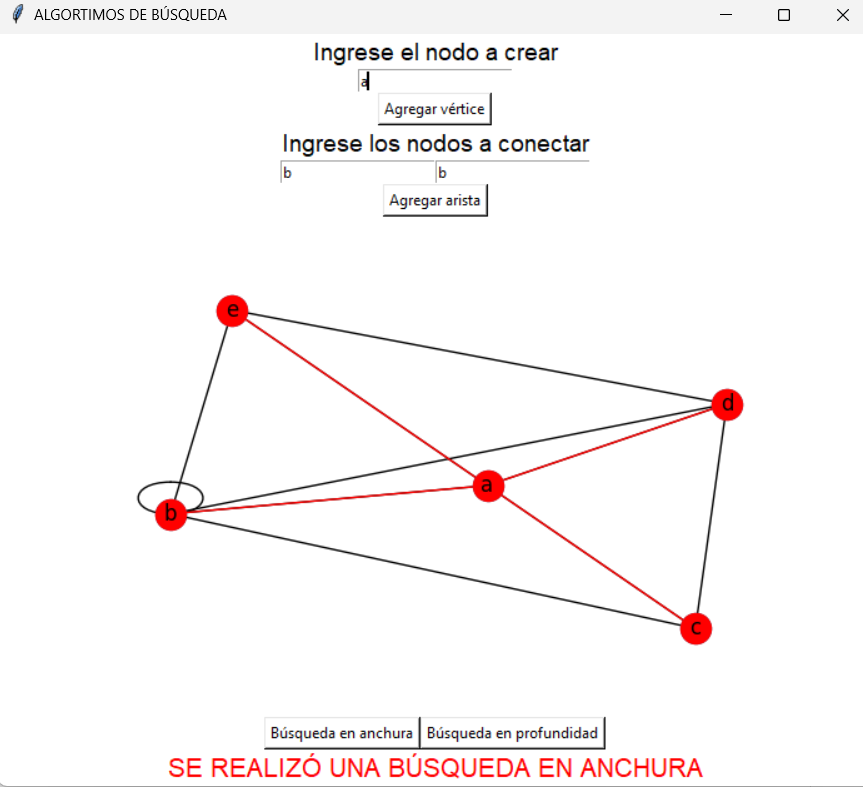 ALGORTIMOS DE BÚSQUEDA
Ingrese el nodo a crear
a
Agregar vértice
Ingrese los nodos a conectar
b b
Agregar arista
e
d
a
b
c
Búsqueda en anchura Búsqueda en profundidad
SE REALIZÓ UNA BÚSQUEDA EN ANCHURA